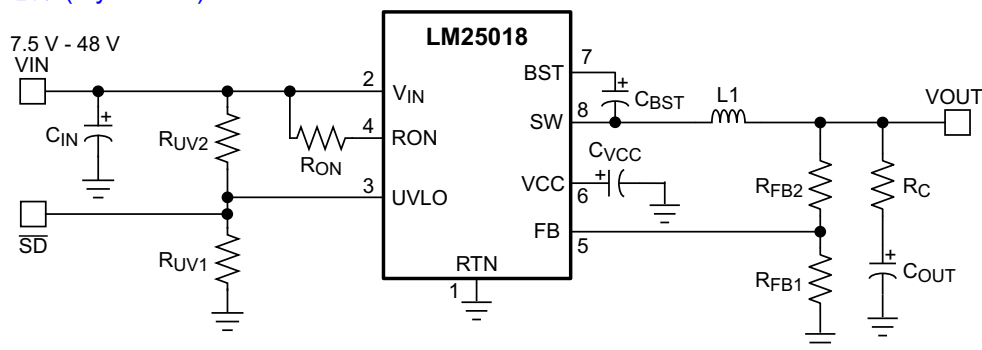 LM25018
7.5 V - 48 V
VIN
7
BST
2
VIN
CBST
L1
VOUT
8
SW
CIN
RUV2
4
RON
RON
CVCC
VCC
6
RFB2
RC
3
UVLO
SD
FB
5
RUV1
RTN
1
RFB1
COUT